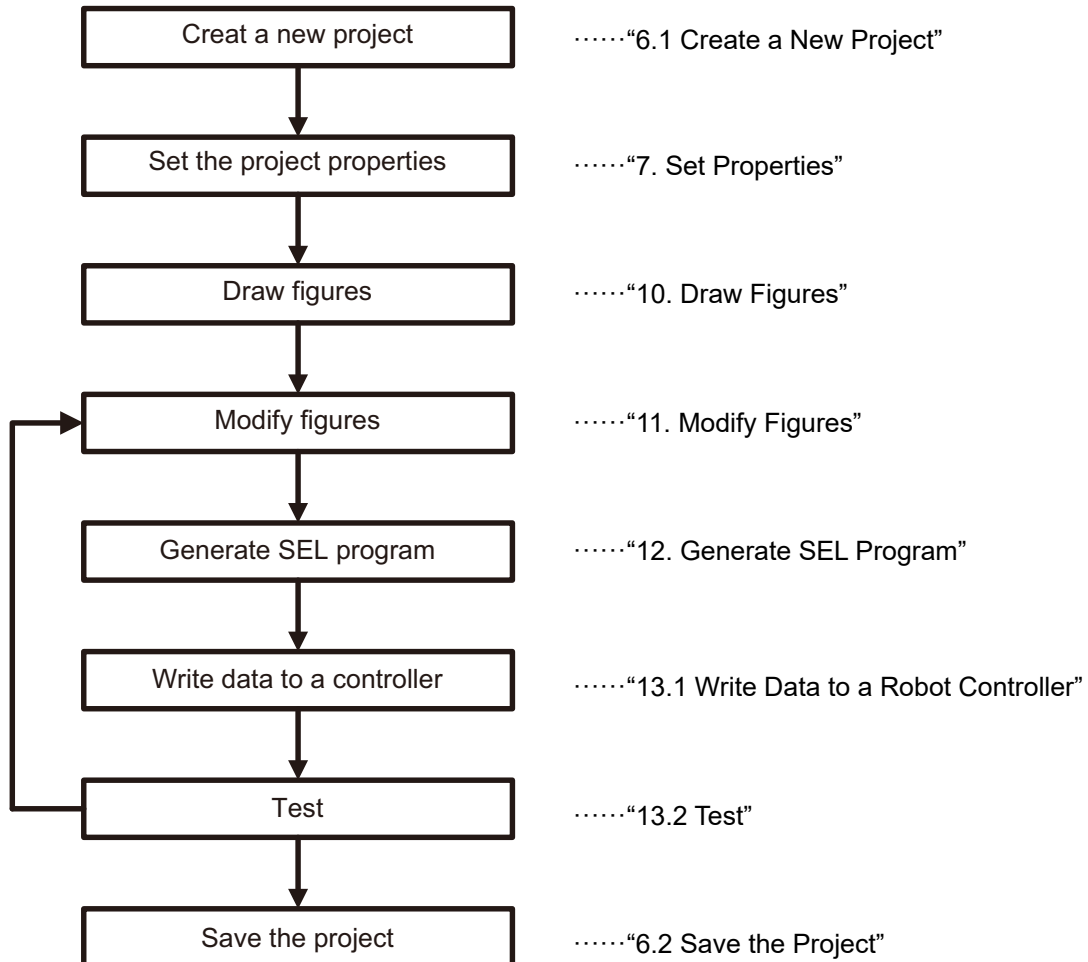 Creat a new project ······“6.1 Create a New Project”
Set the project properties ······“7. Set Properties”
Draw figures ······“10. Draw Figures”
Modify figures ······“11. Modify Figures”
Generate SEL program ······“12. Generate SEL Program”
Write data to a controller ······“13.1 Write Data to a Robot Controller”
Test ······“13.2 Test”
Save the project ······“6.2 Save the Project”